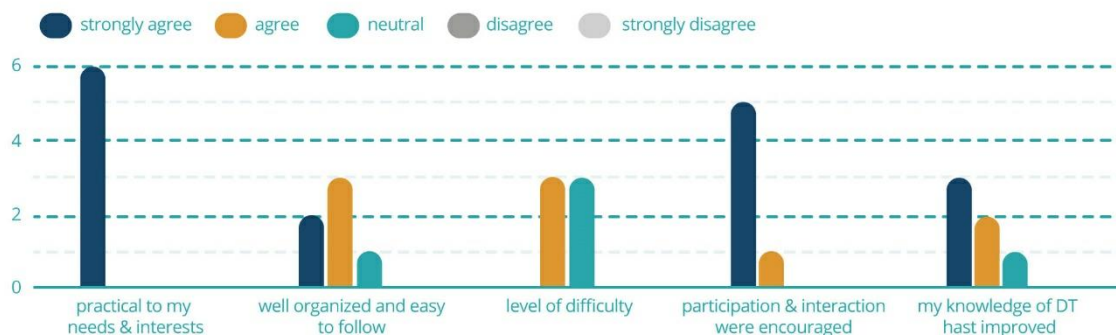 strongly agree agree neutral disagree strongly disagree
6
4
2
0
practical to my
needs & interests
well organized and easy
to follow
level of difficulty
participation & interaction
were encouraged
my knowledge of DT
hast improved